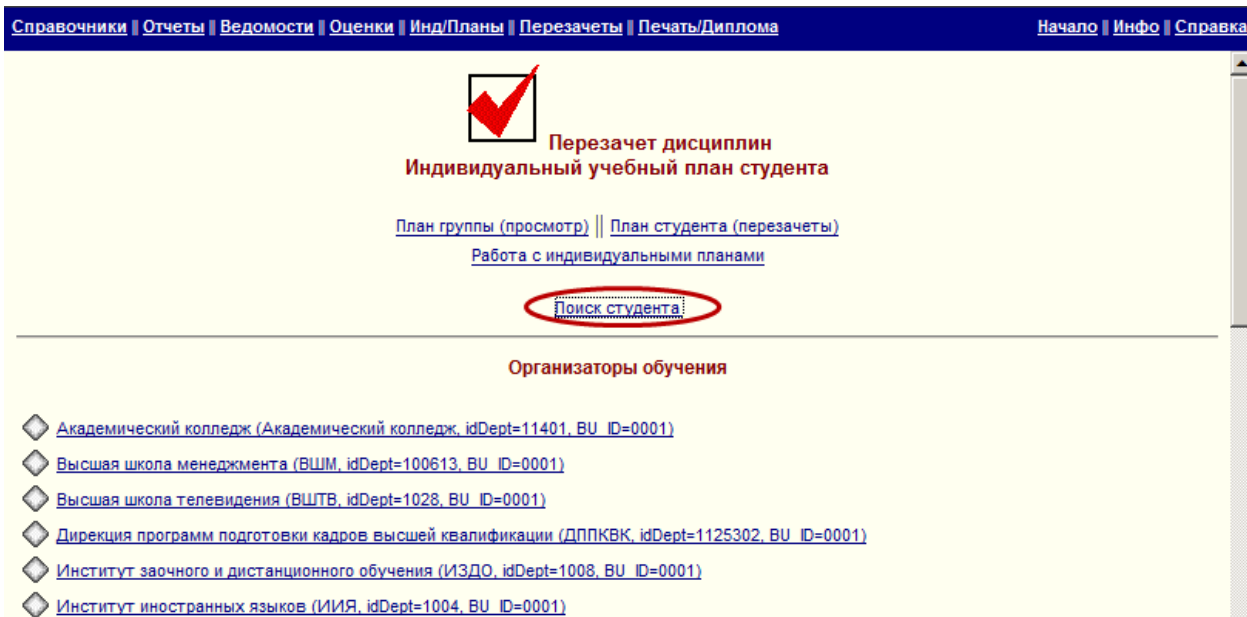 Справочники || Отчеты || Ведомости || Оценки || Инд/Планы || Перезачеты || Печать/Диплома
Начало || Инфо || Справка
Перезачет дисциплин
Индивидуальный учебный план студента
План группы (просмотр) || План студента (перезачеты)
Работа с индивидуальными планами
Поиск студента
Организаторы обучения
Академический колледж (Академический колледж, idDept=11401, BU_ID=0001)
Высшая школа менеджмента (ВШМ, idDept=100613, BU_ID=0001)
Высшая школа телевидения (ВШТВ, idDept=1028, BU_ID=0001)
Дирекция программ подготовки кадров высшей квалификации (ДППКВК, idDept=1125302, BU_ID=0001)
Институт заочного и дистанционного обучения (ИЗДО, idDept=1008, BU_ID=0001)
Институт иностранных языков (ИИЯ, idDept=1004, BU_ID=0001)